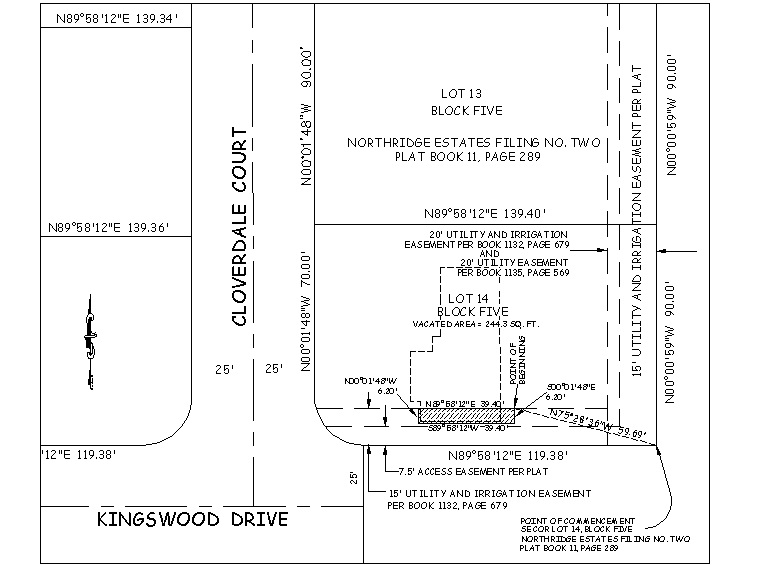 N89°58'12"E 139.34'
N00°01'48"W 90.00'
LOT 13
BLOCK FIVE
NORTHRIDGE ESTATES FILING NO. TWO
PLAT BOOK 11, PAGE 289
15' UTILITY AND IRRIGATION EASEMENT PER PLAT
N00°00'59"W 90.00'
CLOVERDALE COURT
N89°58'12"E 139.40'
N89°58'12"E 139.36'
20' UTILITY AND IRRIGATION
EASEMENT PER BOOK 1132, PAGE 679
AND
20' UTILITY EASEMENT
PER BOOK 1135, PAGE 569
N00°01'48"W 70.00'
LOT 14
BLOCK FIVE
VACATED AREA = 244.3 SQ. FT.
N00°00'59"W 90.00'
POINT OF
BEGINNING
25'
25'
N00°01'48"W
6.20'
S00°01'48"E
6.20'
N89°58'12"E 39.40'
S89°58'12"W 39.40'
N75°28'36"W 59.69'
'12"E 119.38'
N89°58'12"E 119.38'
25'
7.5' ACCESS EASEMENT PER PLAT
15' UTILITY AND IRRIGATION EASEMENT
PER BOOK 1132, PAGE 679
KINGSWOOD DRIVE
POINT OF COMMENCEMENT
SECOR LOT 14, BLOCK FIVE
NORTHRIDGE ESTATES FILING NO. TWO
PLAT BOOK 11, PAGE 289